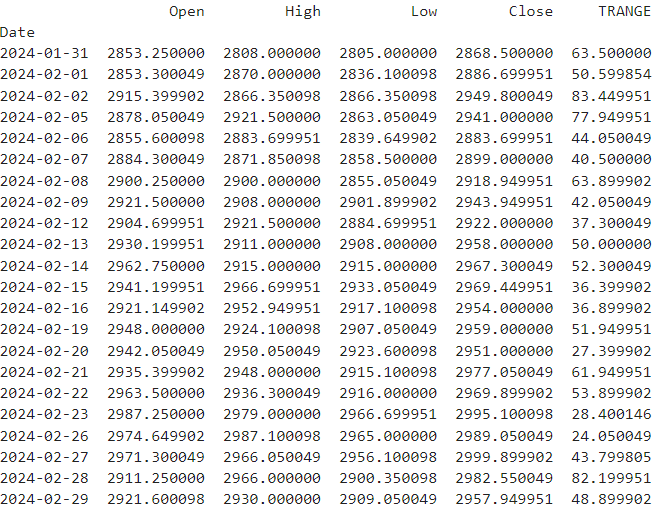 Open High Low Close TRANGE
Date
2024-01-31 2853.250000 2808.000000 2805.000000 2868.500000 63.500000
2024-02-01 2853.300049 2870.000000 2836.100098 2886.699951 50.599854
2024-02-02 2915.399902 2866.350098 2866.350098 2949.800049 83.449951
2024-02-05 2878.050049 2921.500000 2863.050049 2941.000000 77.949951
2024-02-06 2855.600098 2883.699951 2839.649902 2883.699951 44.050049
2024-02-07 2884.300049 2871.850098 2858.500000 2899.000000 40.500000
2024-02-08 2900.250000 2900.000000 2855.050049 2918.949951 63.899902
2024-02-09 2921.500000 2908.000000 2901.899902 2943.949951 42.050049
2024-02-12 2904.699951 2921.500000 2884.699951 2922.000000 37.300049
2024-02-13 2930.199951 2911.000000 2908.000000 2958.000000 50.000000
2024-02-14 2962.750000 2915.000000 2915.000000 2967.300049 52.300049
2024-02-15 2941.199951 2966.699951 2933.050049 2969.449951 36.399902
2024-02-16 2921.149902 2952.949951 2917.100098 2954.000000 36.899902
2024-02-19 2948.000000 2924.100098 2907.050049 2959.000000 51.949951
2024-02-20 2942.050049 2950.050049 2923.600098 2951.000000 27.399902
2024-02-21 2935.399902 2948.000000 2915.100098 2977.050049 61.949951
2024-02-22 2963.500000 2936.300049 2916.000000 2969.899902 53.899902
2024-02-23 2987.250000 2979.000000 2966.699951 2995.100098 28.400146
2024-02-26 2974.649902 2987.100098 2965.000000 2989.050049 24.050049
2024-02-27 2971.300049 2966.050049 2956.100098 2999.899902 43.799805
2024-02-28 2911.250000 2966.000000 2900.350098 2982.550049 82.199951
2024-02-29 2921.600098 2930.000000 2909.050049 2957.949951 48.899902